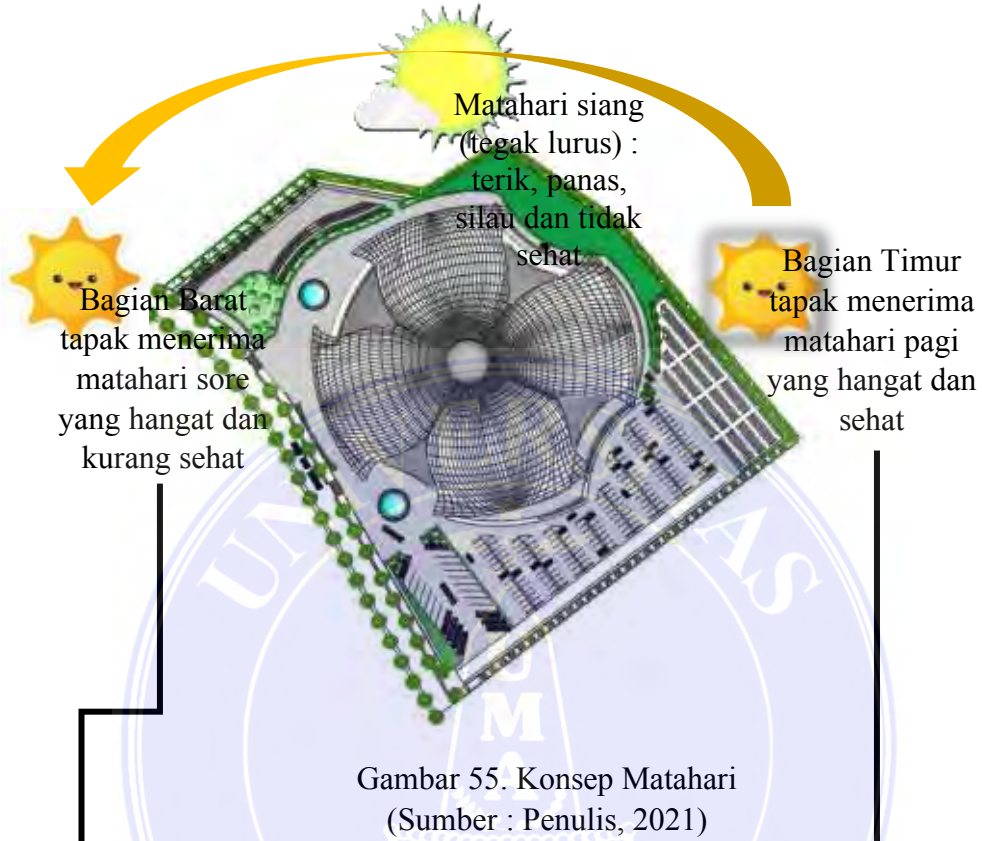 Matahari siang
(tegak lurus) :
terik, panas,
silau dan tidak
sehat
Bagian Barat
tapak menerima
matahari sore
yang hangat dan
kurang sehat
Bagian Timur
tapak menerima
matahari pagi
yang hangat dan
sehat
Gambar 55. Konsep Matahari
(Sumber : Penulis, 2021)